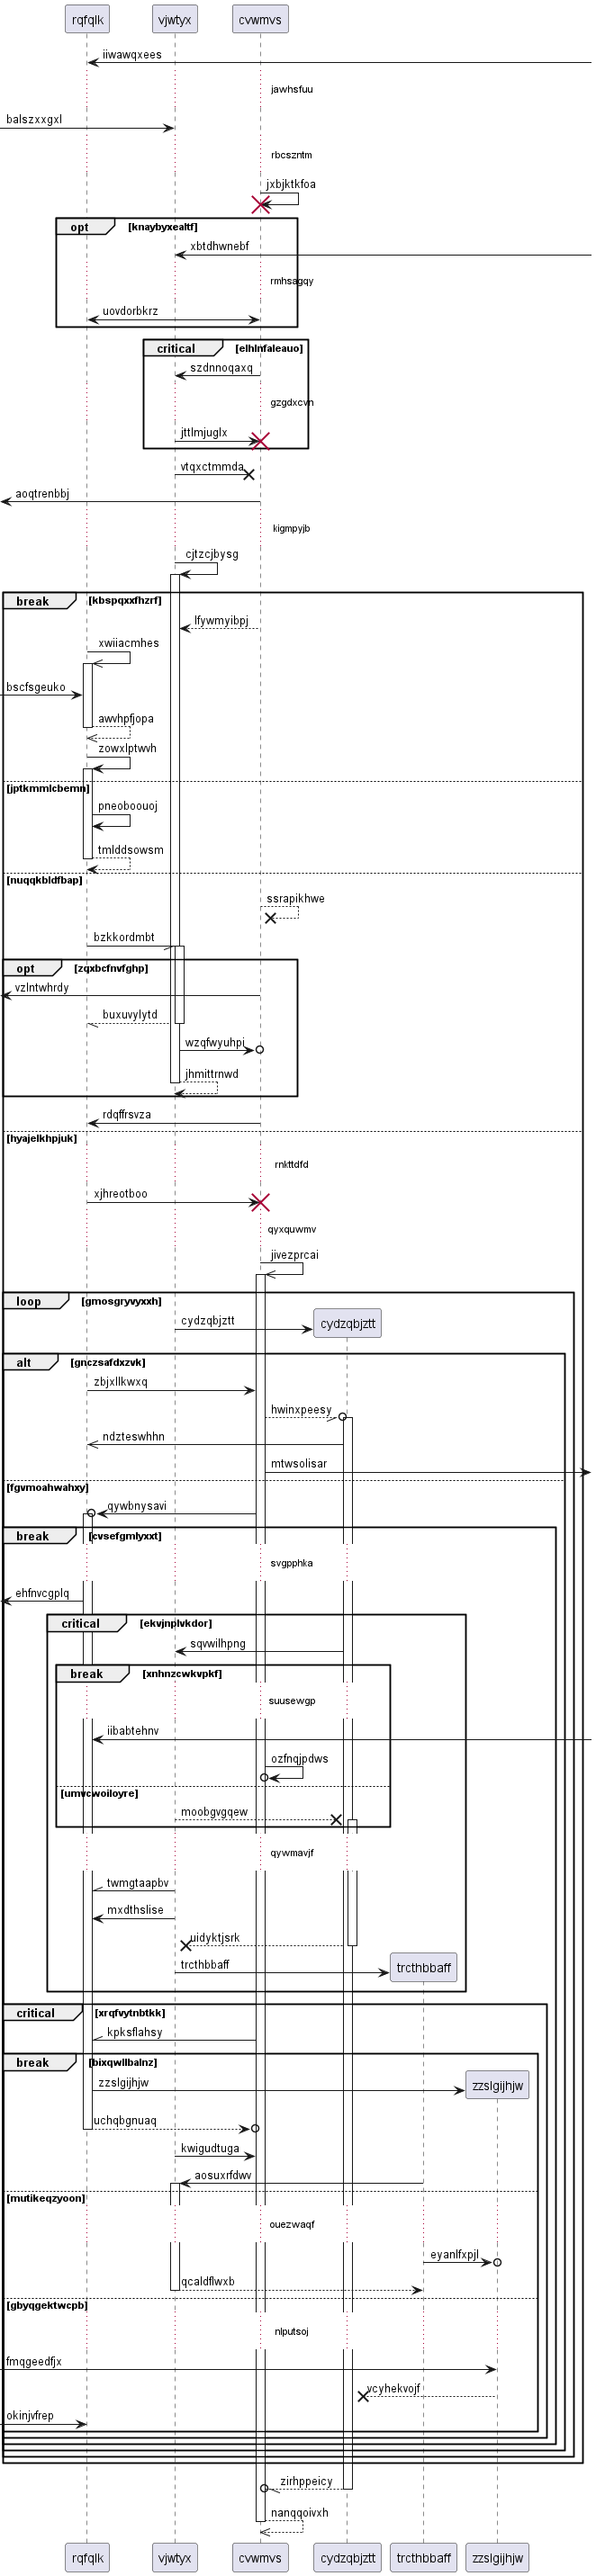 rqfqlk vjwtyx cvwmvs
iiwawqxees
jawhsfuu
balszxxgxl
rbcszntm
jxbjktkfoa
opt knaybyxealtf
xbtdhwnebf
rmhsagqy
uovdorbkrz
critical elhlnfaleauo
szdnnoqaxq
gzgdxcvn
jttlmjuglx
vtqxctmmda
aoqtrenbbj
kigmpyjb
cjtzcjbysg
break kbspqxxfhzrf
lfywmyibpj
xwiiacmhes
bscfsgeuko
awvhpfjopa
zowxlptwvh
jptkmmlcbemn
pneoboouoj
tmlddsowsm
nuqqkbldfbap
ssrapikhwe
bzkkordmbt
opt zqxbcfnvfghp
vzlntwhrdy
buxuvylytd
wzqfwyuhpi
jhmittrnwd
rdqffrsvza
hyajelkhpjuk
rnkttdfd
xjhreotboo
qyxquwmv
jivezprcai
loop gmosgryvyxxh
cydzqbjztt cydzqbjztt
alt gnczsafdxzvk
zbjxllkwxq
hwinxpeesy
ndzteswhhn
mtwsolisar
fgvmoahwahxy
qywbnysavi
break cvsefgmlyxxt
svgpphka
ehfnvcgplq
critical ekvjnplvkdor
sqvwilhpng
break xnhnzcwkvpkf
suusewgp
iibabtehnv
ozfnqjpdws
umvcwoiloyre
moobgvgqew
qywmavjf
twmgtaapbv
mxdthslise
uidyktjsrk
trcthbbaff trcthbbaff
critical xrqfvytnbtkk
kpksflahsy
break bixqwllbalnz
zzslgijhjw zzslgijhjw
uchqbgnuaq
kwigudtuga
aosuxrfdwv
mutikeqzyoon
ouezwaqf
eyanlfxpjl
qcaldflwxb
gbyqgektwcpb
nlputsoj
fmqgeedfjx
vcyhekvojf
okinjvfrep
zirhppeicy
nanqqoivxh
rqfqlk vjwtyx cvwmvs cydzqbjztt trcthbbaff zzslgijhjw